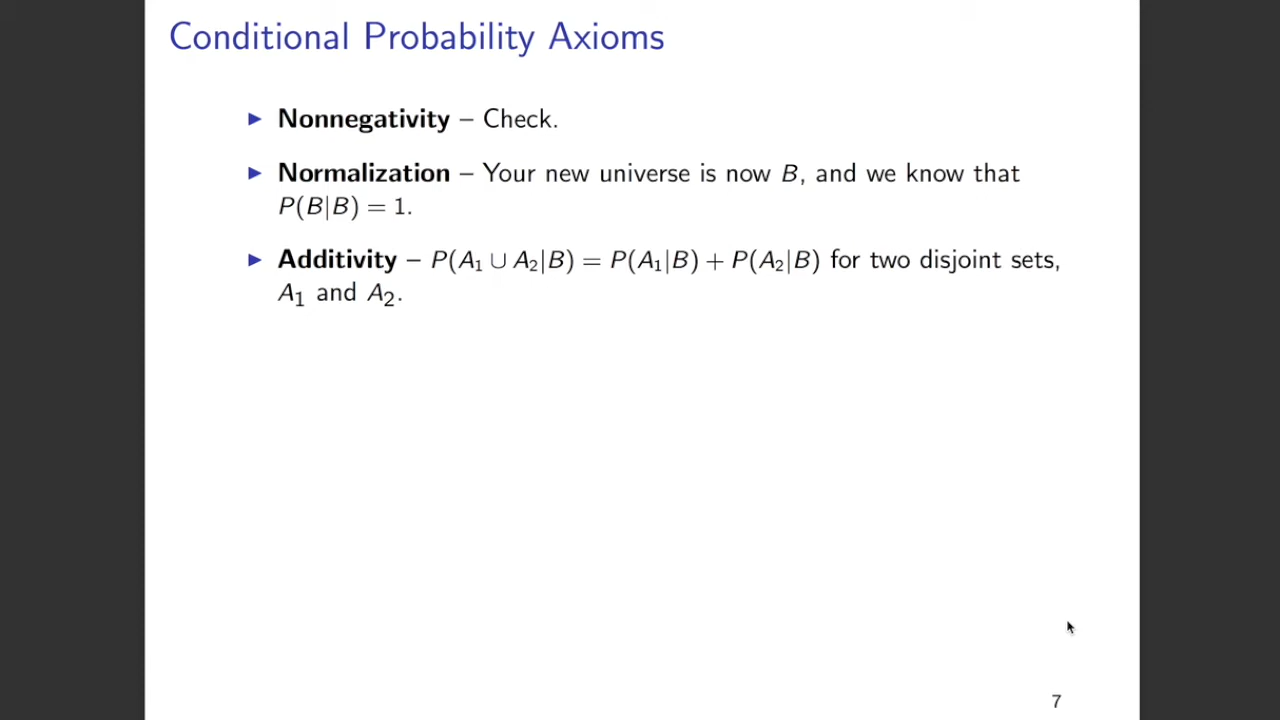 Conditional Probability Axioms
▶ Nonnegativity – Check.
▶ Normalization – Your new universe is now B, and we know that
P(B|B) = 1.
▶ Additivity – P(A₁ ∪ A₂|B) = P(A₁|B) + P(A₂|B) for two disjoint sets,
A₁ and A₂.
7